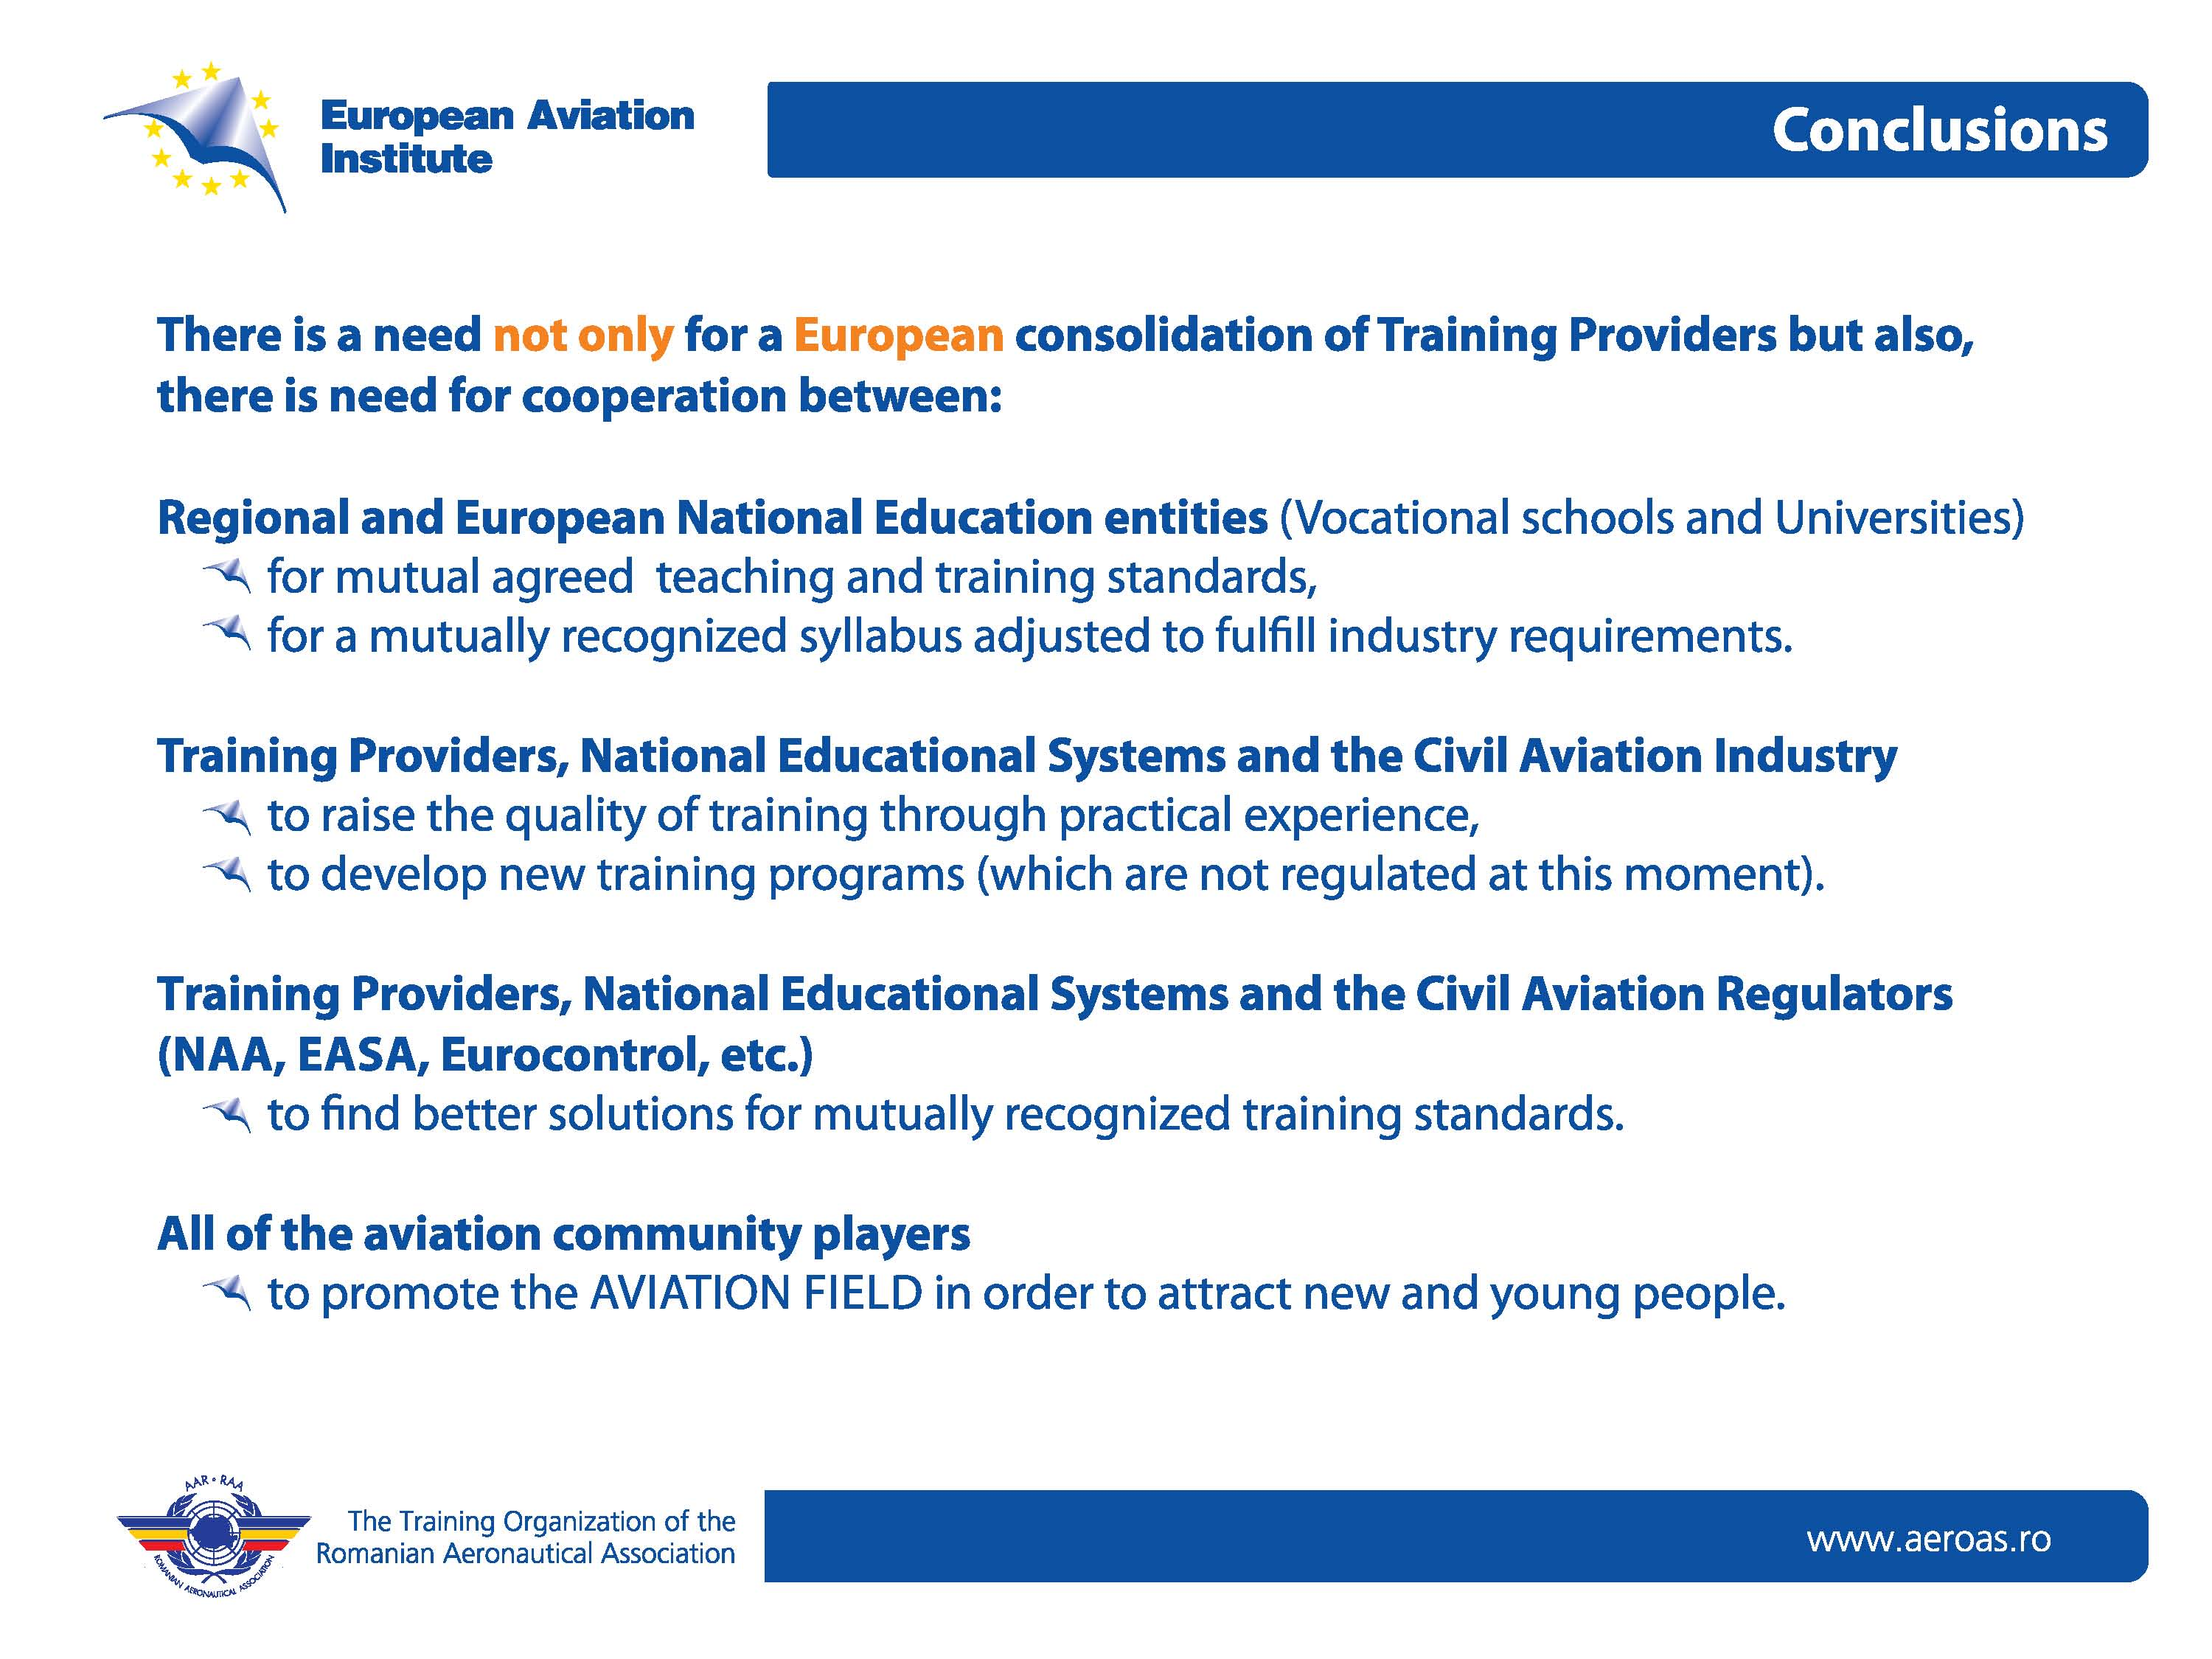 European Aviation
Institute
Conclusions
There is a need not only for a European consolidation of Training Providers but also,
there is need for cooperation between:
Regional and European National Education entities (Vocational schools and Universities)
for mutual agreed teaching and training standards,
for a mutually recognized syllabus adjusted to fulfill industry requirements.
Training Providers, National Educational Systems and the Civil Aviation Industry
to raise the quality of training through practical experience,
to develop new training programs (which are not regulated at this moment).
Training Providers, National Educational Systems and the Civil Aviation Regulators
(NAA, EASA, Eurocontrol, etc.)
to find better solutions for mutually recognized training standards.
All of the aviation community players
to promote the AVIATION FIELD in order to attract new and young people.
AAR • RAA
ROMANIAN AERONAUTICAL ASSOCIATION
The Training Organization of the
Romanian Aeronautical Association
www.aeroas.ro